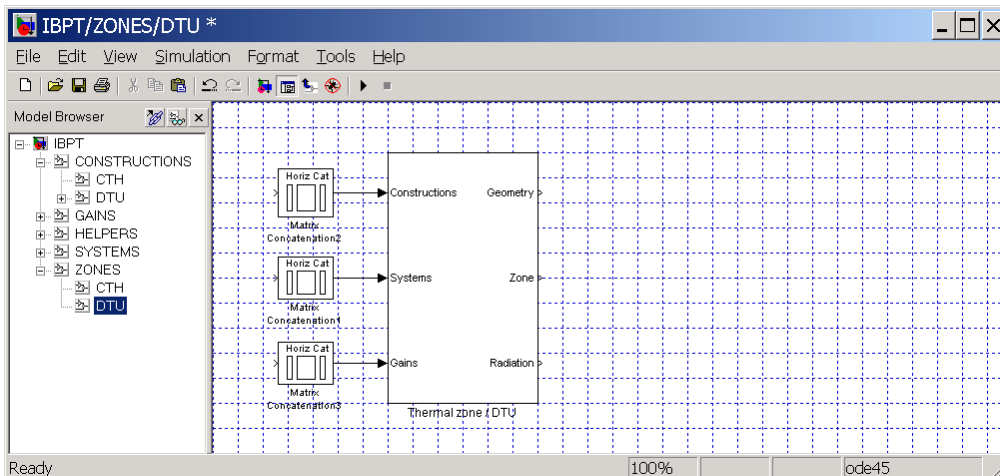 IBPT/ZONES/DTU *
File Edit View Simulation Format Tools Help
Model Browser
IBPT
CONSTRUCTIONS
CTH
DTU
GAINS
HELPERS
SYSTEMS
ZONES
CTH
DTU
Horiz Cat
Matrix
Concatenation2
Horiz Cat
Matrix
Concatenation1
Horiz Cat
Matrix
Concatenation3
Constructions Geometry
Systems Zone
Gains Radiation
Thermal zone / DTU
Ready 100% ode45